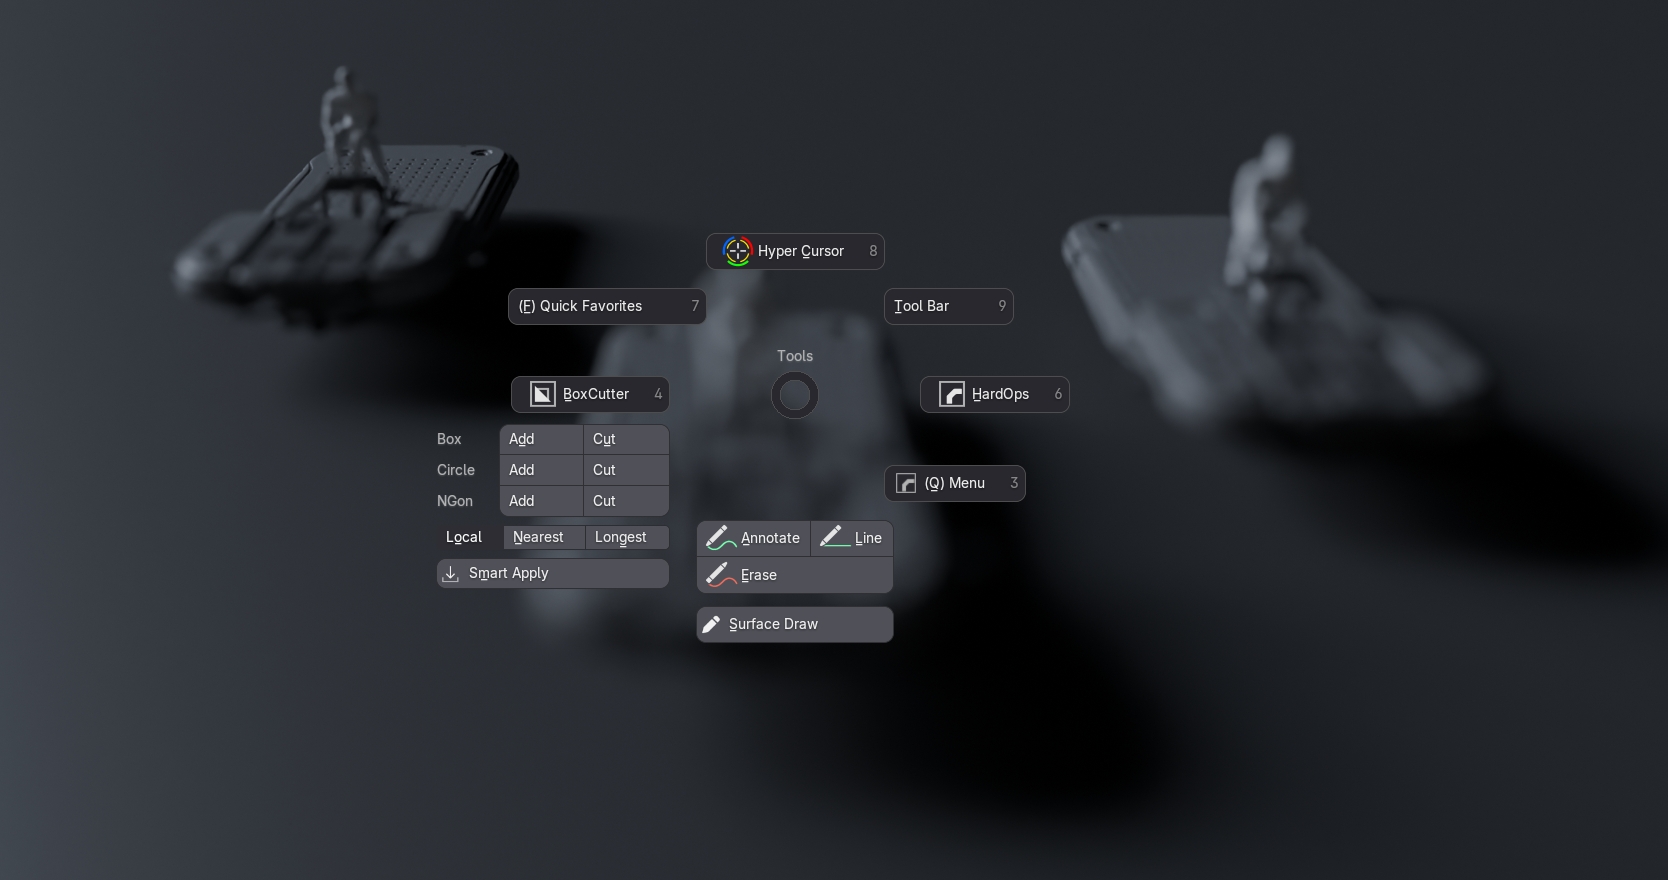 Hyper Cursor 8
(F) Quick Favorites 7
Tool Bar 9
Tools
BoxCutter 4
HardOps 6
Box Add Cut
Circle Add Cut
NGon Add Cut
(Q) Menu 3
Local Nearest Longest
Annotate Line
Smart Apply
Erase
Surface Draw